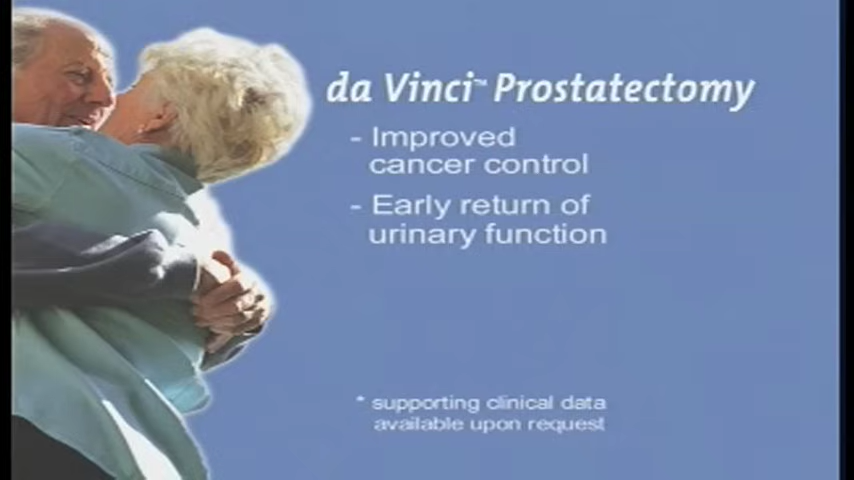 da Vinci™ Prostatectomy
- Improved
cancer control
- Early return of
urinary function
* supporting clinical data
available upon request